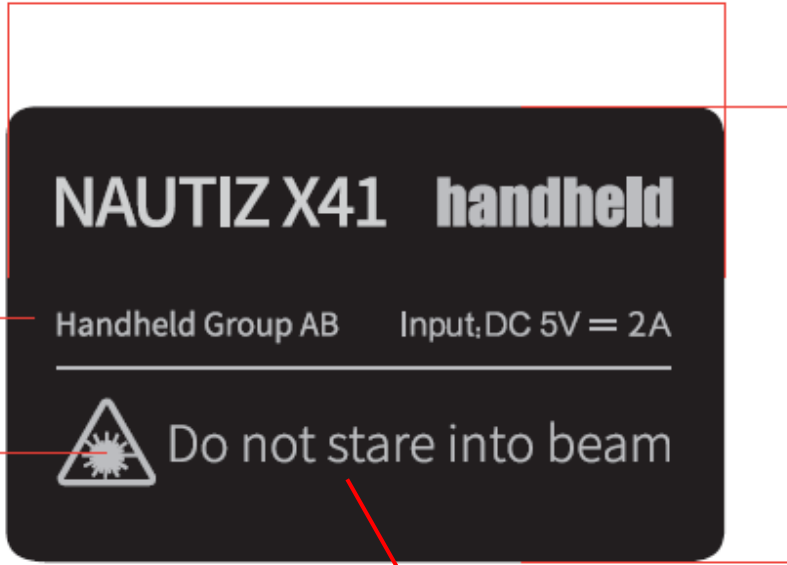 NAUTIZ X41 handheld
Handheld Group AB Input:DC 5V = 2A
Do not stare into beam